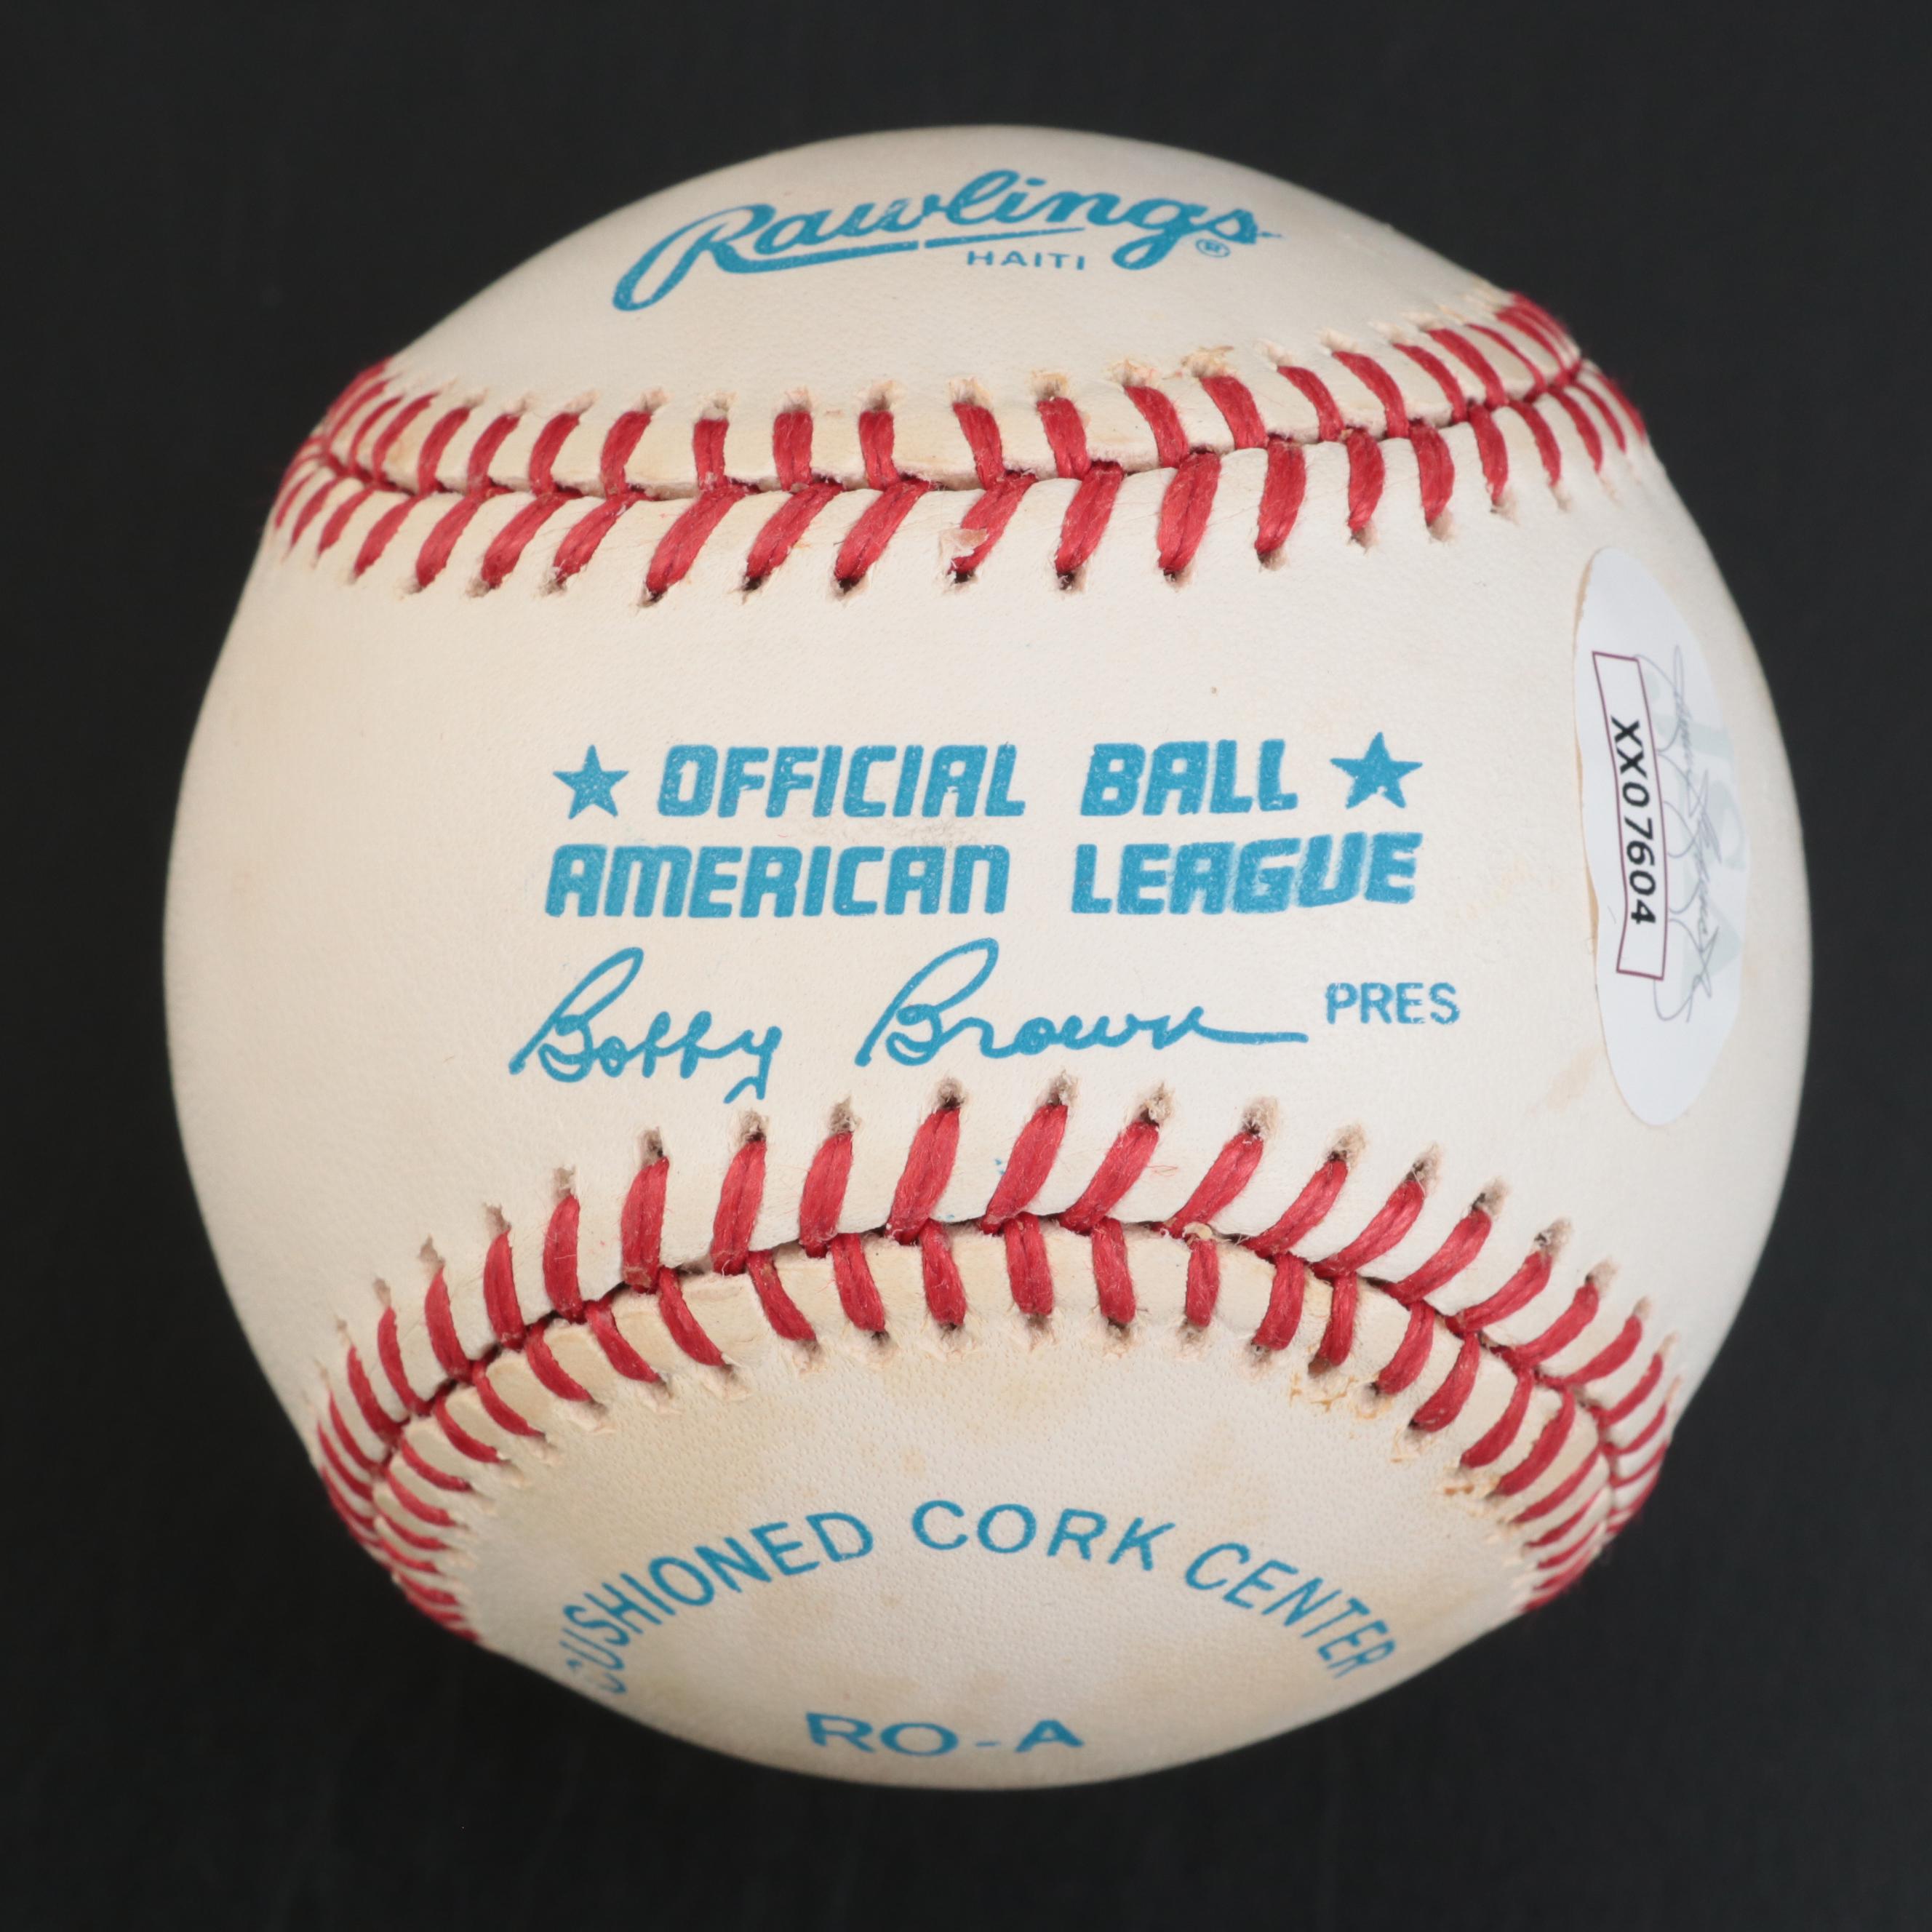 Rawlings®
HAITI
★ OFFICIAL BALL ★
AMERICAN LEAGUE
Bobby Brown PRES
XX07604
CUSHIONED CORK CENTER
RO-A